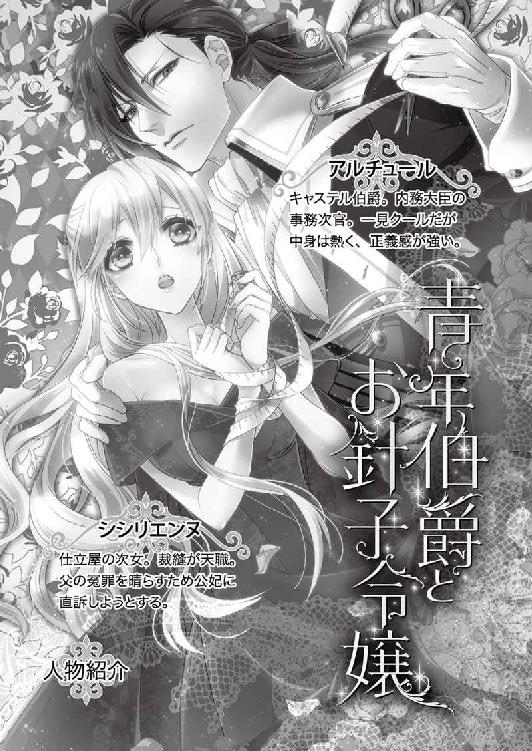 青年伯爵と
お針子令嬢
アルチュール
キャステル伯爵。内務大臣の
事務次官。一見クールだが
中身は熱く、正義感が強い。
シシリエンヌ
仕立屋の次女。裁縫が天職。
父の冤罪を晴らすため公妃に
直訴しようとする。
人物紹介